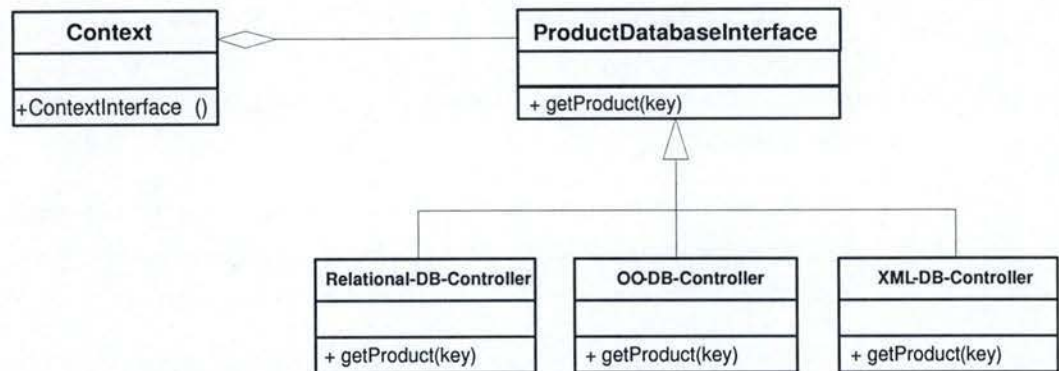 Context
+ContextInterface ()
ProductDatabaseInterface
+ getProduct(key)
Relational-DB-Controller
+ getProduct(key)
OO-DB-Controller
+ getProduct(key)
XML-DB-Controller
+ getProduct(key)